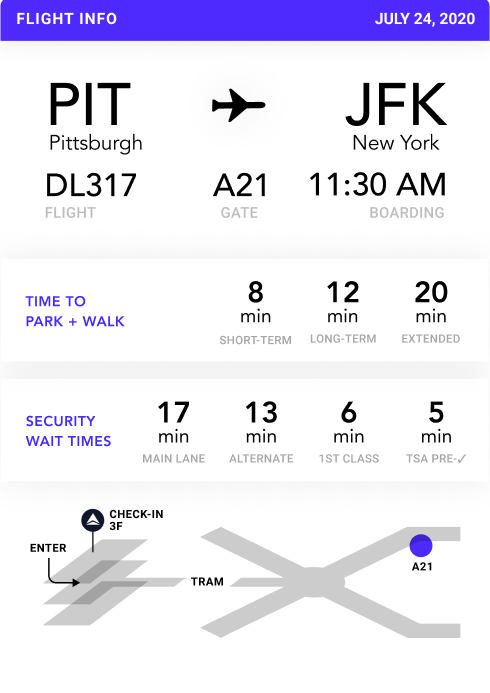 FLIGHT INFO JULY 24, 2020
PIT JFK
Pittsburgh New York
DL317 A21 11:30 AM
FLIGHT GATE BOARDING
TIME TO
PARK + WALK
8 12 20
min min min
SHORT-TERM LONG-TERM EXTENDED
SECURITY
WAIT TIMES
17 13 6 5
min min min min
MAIN LANE ALTERNATE 1ST CLASS TSA PRE-✓
CHECK-IN
3F
ENTER
TRAM
A21